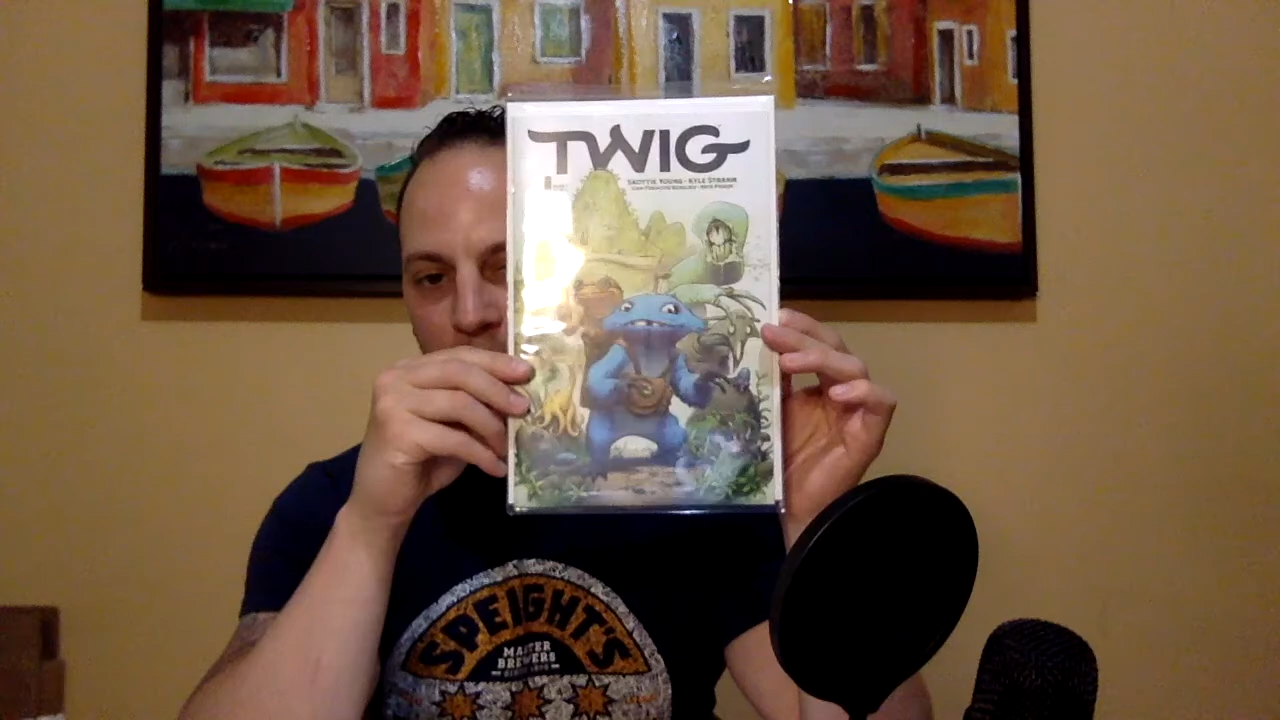 TWIG
SKOTTIE YOUNG • KYLE STRAHM
SPEIGHT'S
MASTER
BREWERS